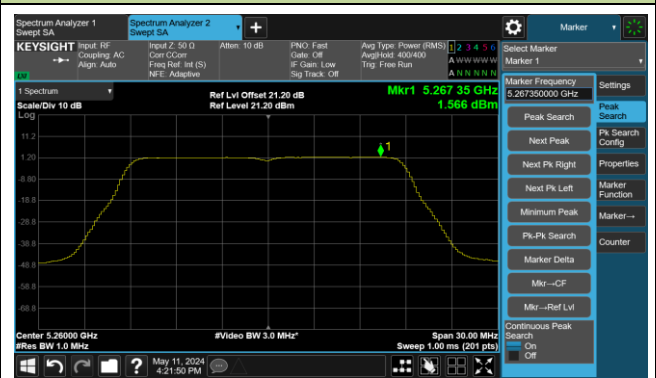 Spectrum Analyzer 1
Swept SA
Spectrum Analyzer 2
Swept SA
Marker
KEYSIGHT
Input: RF
Coupling: AC
Align: Auto
Input Z: 50 Ω
Corr CCorr
Freq Ref: Int (S)
NFE: Adaptive
Atten: 10 dB
PNO: Fast
Gate: Off
IF Gain: Low
Sig Track: Off
Avg Type: Power (RMS)
Avg|Hold: 400/400
Trig: Free Run
1 2 3 4 5 6
A W W W W W
A N N N N N
LXI
Select Marker
Marker 1
1 Spectrum
Scale/Div 10 dB
Log
Ref Lvl Offset 21.20 dB
Ref Level 21.20 dBm
Mkr1 5.267 35 GHz
1.566 dBm
11.2
1.20
-8.80
-18.8
-28.8
-38.8
-48.8
-58.8
-68.8
1
Center 5.26000 GHz
#Res BW 1.0 MHz
#Video BW 3.0 MHz*
Span 30.00 MHz
Sweep 1.00 ms (201 pts)
Marker Frequency
5.267350000 GHz
Peak Search
Next Peak
Next Pk Right
Next Pk Left
Minimum Peak
Pk-Pk Search
Marker Delta
Mkr→CF
Mkr→Ref Lvl
Continuous Peak
Search
On
Off
Settings
Peak
Search
Pk Search
Config
Properties
Marker
Function
Marker→
Counter
May 11, 2024
4:21:50 PM